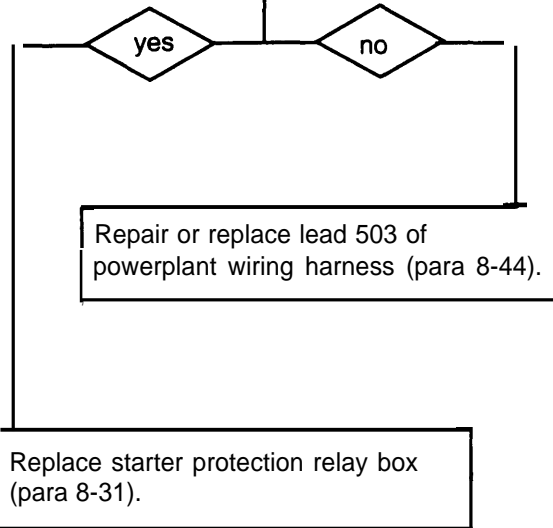 yes
no
Repair or replace lead 503 of
powerplant wiring harness (para 8-44).
Replace starter protection relay box
(para 8-31).